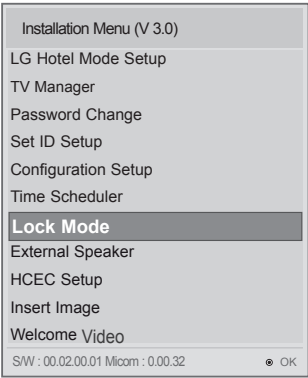 Installation Menu (V 3.0)
LG Hotel Mode Setup
TV Manager
Password Change
Set ID Setup
Configuration Setup
Time Scheduler
Lock Mode
External Speaker
HCEC Setup
Insert Image
Welcome Video
S/W : 00.02.00.01 Micom : 0.00.32 ◉ OK